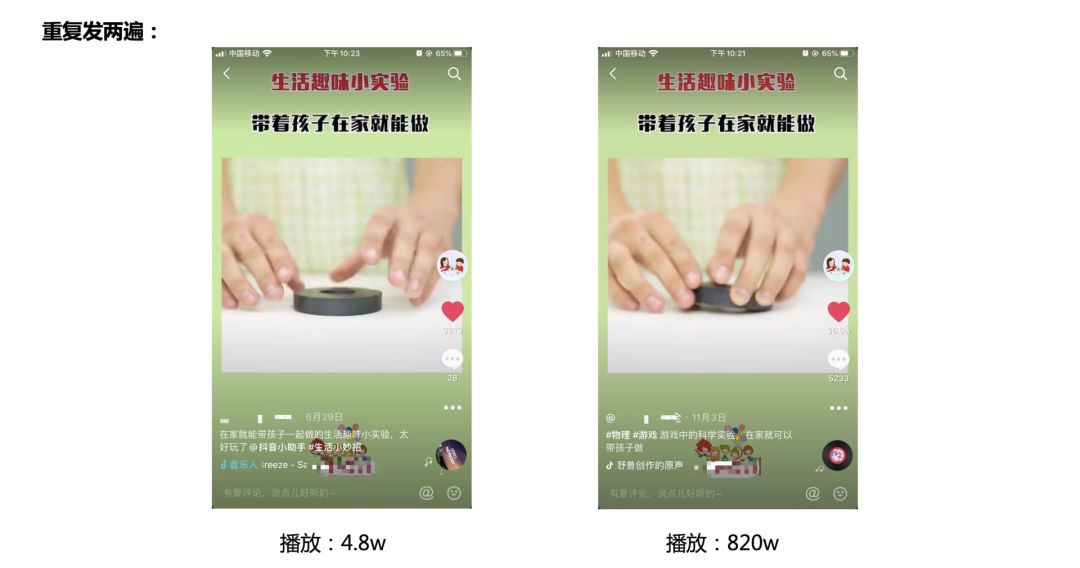 重复发两遍：
中国移动 下午10:23 65%
生活趣味小实验
带着孩子在家就能做
3213
28
· 6月29日
在家就能带孩子一起做的生活趣味小实验，太
好玩了@抖音小助手 #生活小妙招
音乐人
有爱评论，说点儿好听的~
播放：4.8w
中国移动 下午10:21 65%
生活趣味小实验
带着孩子在家就能做
36.6w
5233
@ · 11月3日
#物理 #游戏 游戏中的科学实验，在家就可以
带孩子做
野兽创作的原声
有爱评论，说点儿好听的~
播放：820w